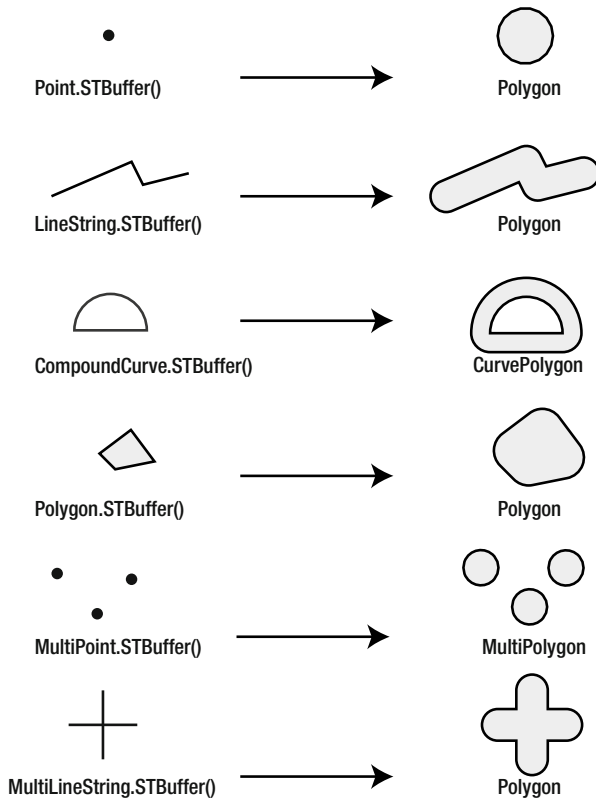 Point.STBuffer()
Polygon
LineString.STBuffer()
Polygon
CompoundCurve.STBuffer()
CurvePolygon
Polygon.STBuffer()
Polygon
MultiPoint.STBuffer()
MultiPolygon
MultiLineString.STBuffer()
Polygon